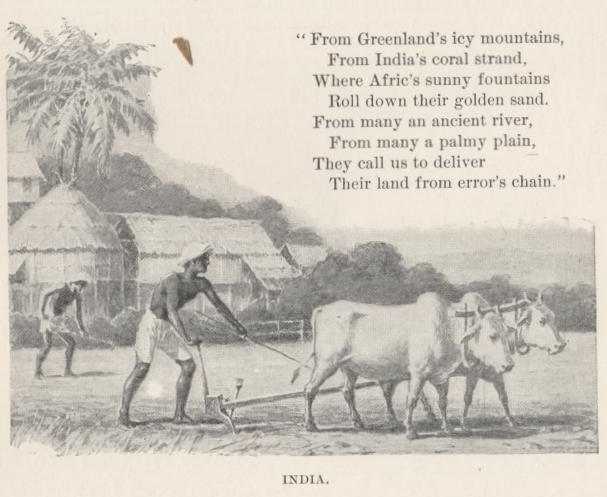 “From Greenland's icy mountains,
From India's coral strand,
Where Afric's sunny fountains
Roll down their golden sand.
From many an ancient river,
From many a palmy plain,
They call us to deliver
Their land from error's chain.”
INDIA.